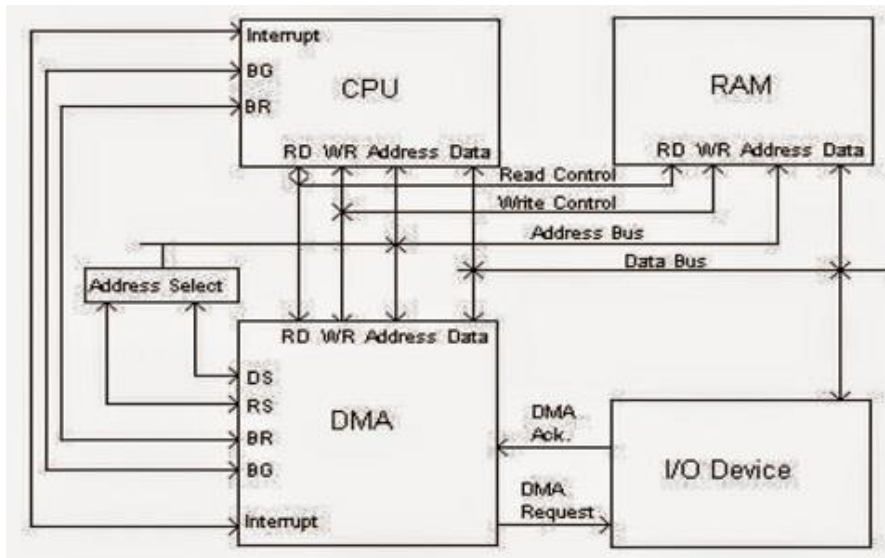 Interrupt
BG
BR
CPU
RD WR Address Data
RAM
RD WR Address Data
Read Control
Write Control
Address Bus
Data Bus
Address Select
RD WR Address Data
DS
RS
BR
BG
Interrupt
DMA
DMA
Ack.
DMA
Request
I/O Device